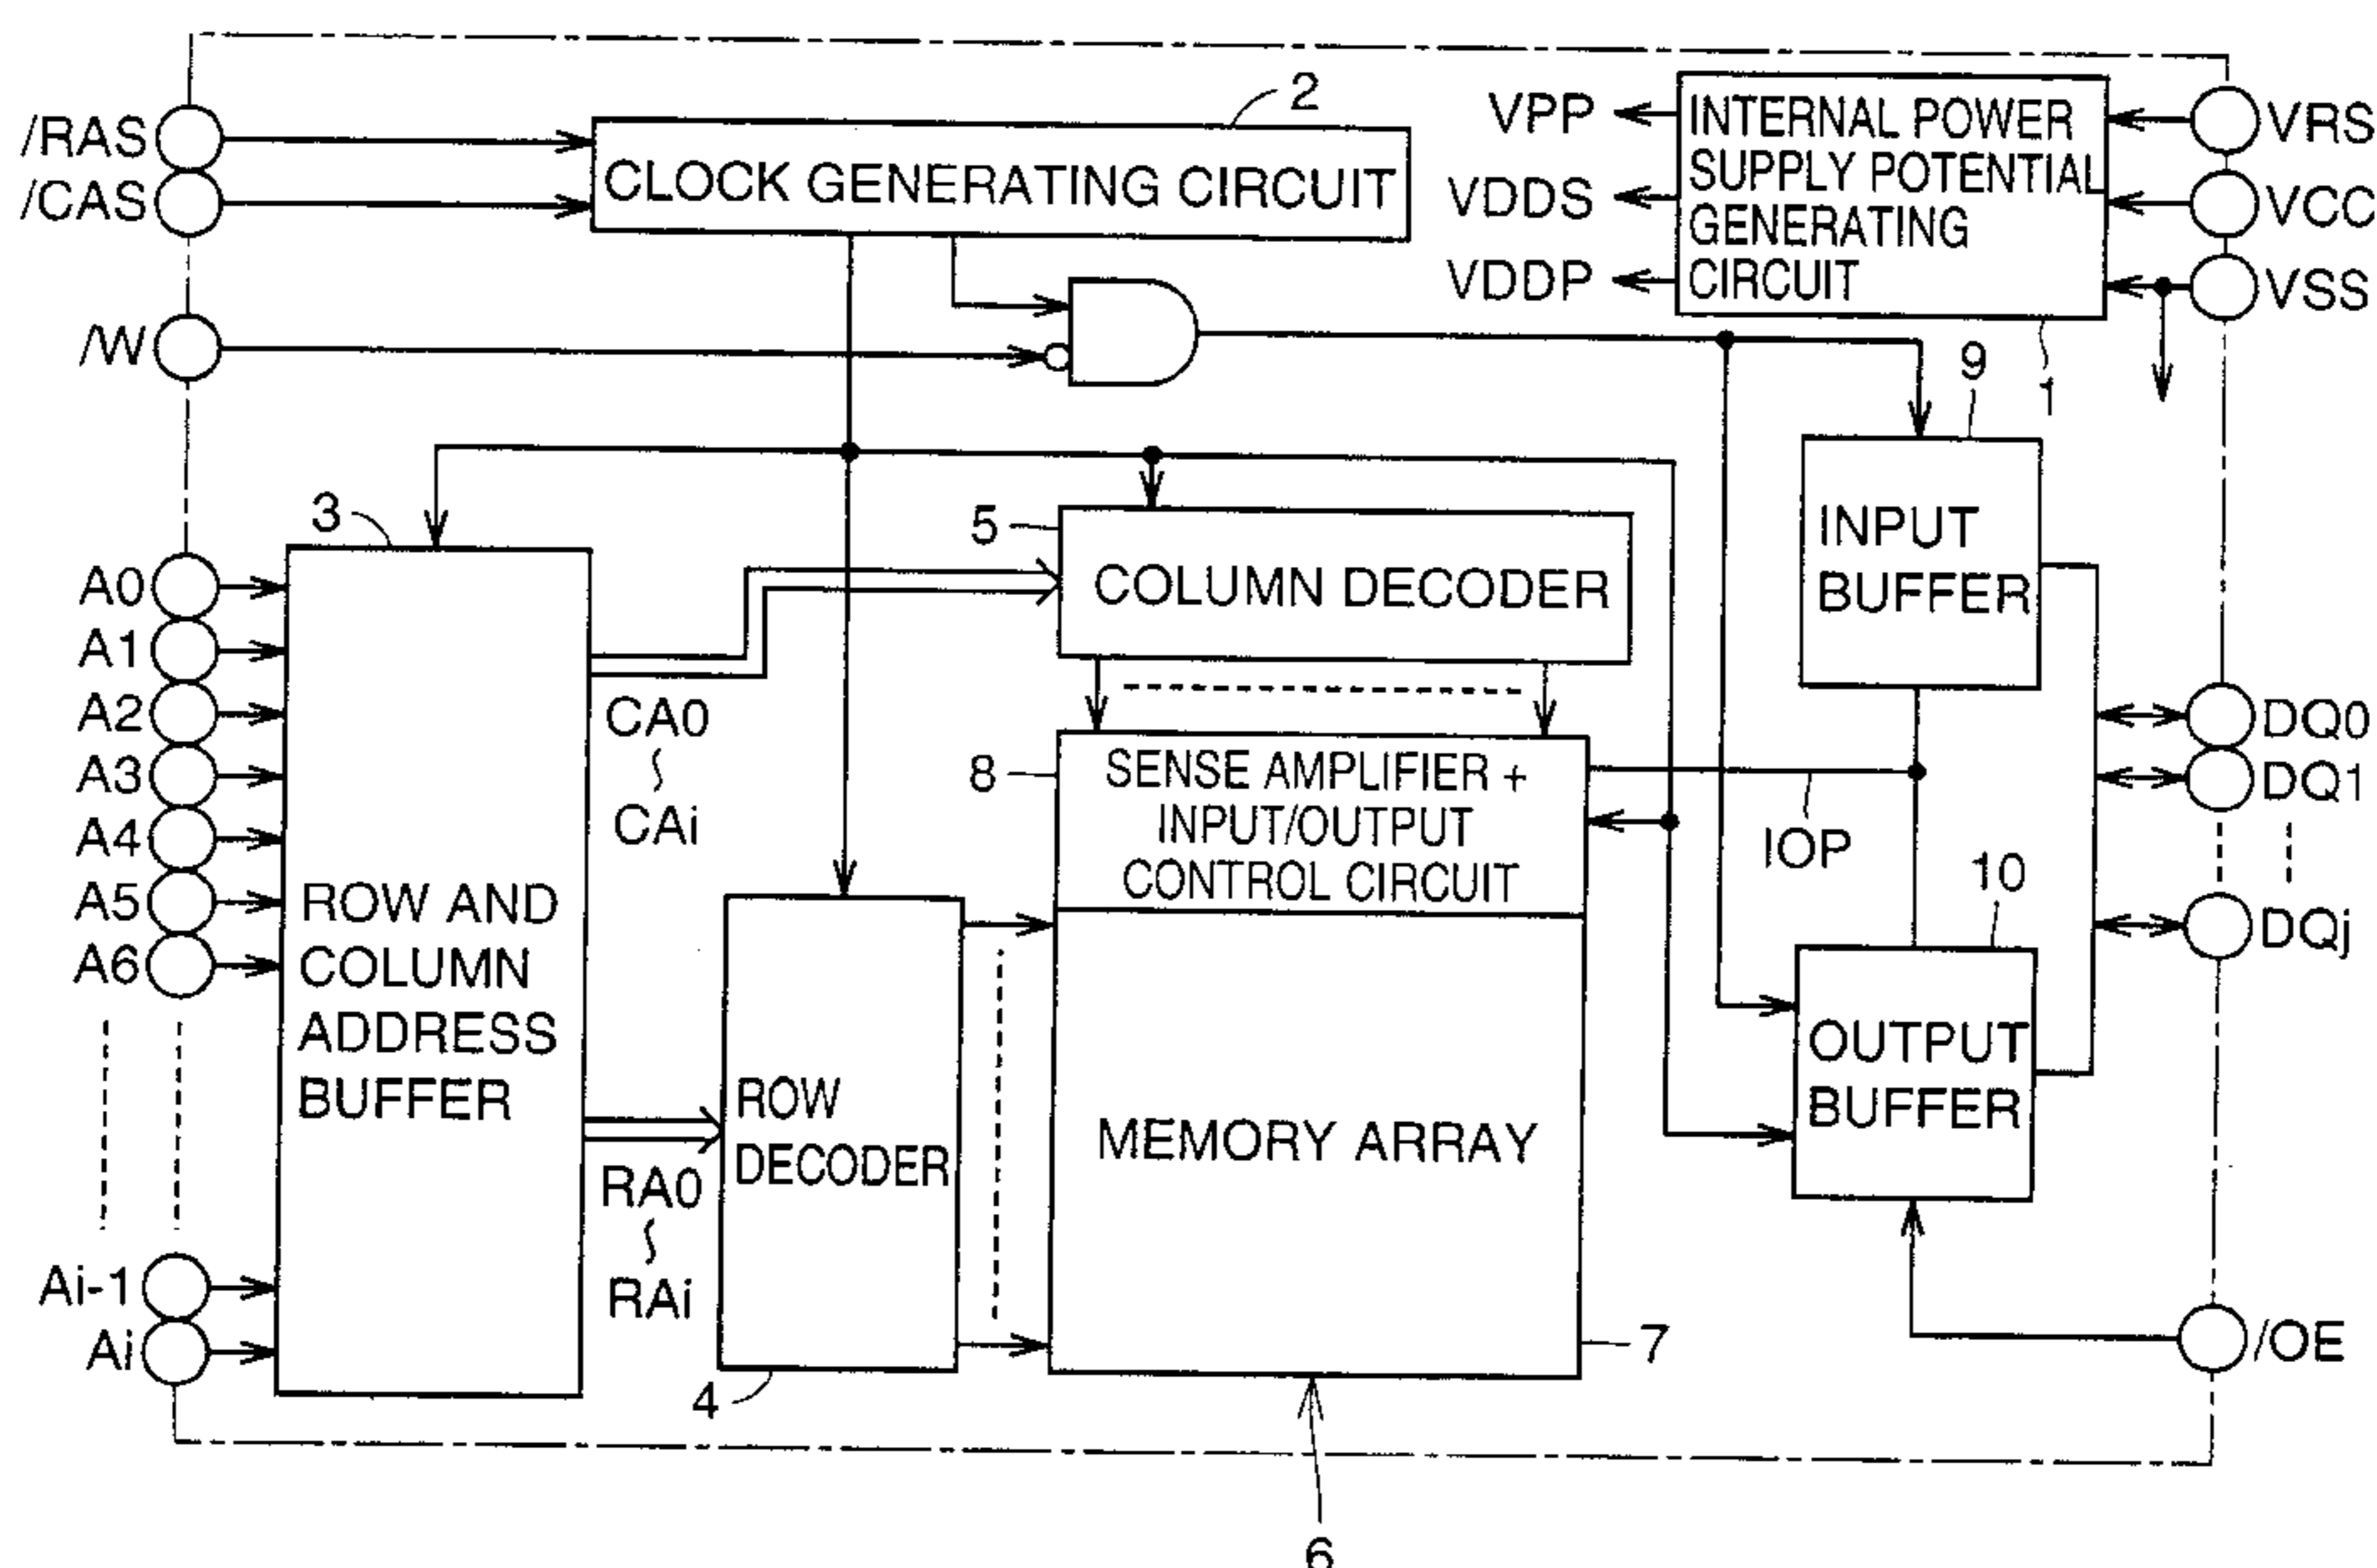 2
/RAS
/CAS
CLOCK GENERATING CIRCUIT
VPP
VDDS
VDDP
INTERNAL POWER
SUPPLY POTENTIAL
GENERATING
CIRCUIT
VRS
VCC
VSS
1
/W
9
INPUT
BUFFER
3
5
COLUMN DECODER
A0
A1
A2
A3
A4
A5
A6
Ai-1
Ai
ROW AND
COLUMN
ADDRESS
BUFFER
CA0
CAi
RA0
RAi
ROW
DECODER
4
8
SENSE AMPLIFIER +
INPUT/OUTPUT
CONTROL CIRCUIT
MEMORY ARRAY
7
6
IOP
10
OUTPUT
BUFFER
DQ0
DQ1
DQj
/OE